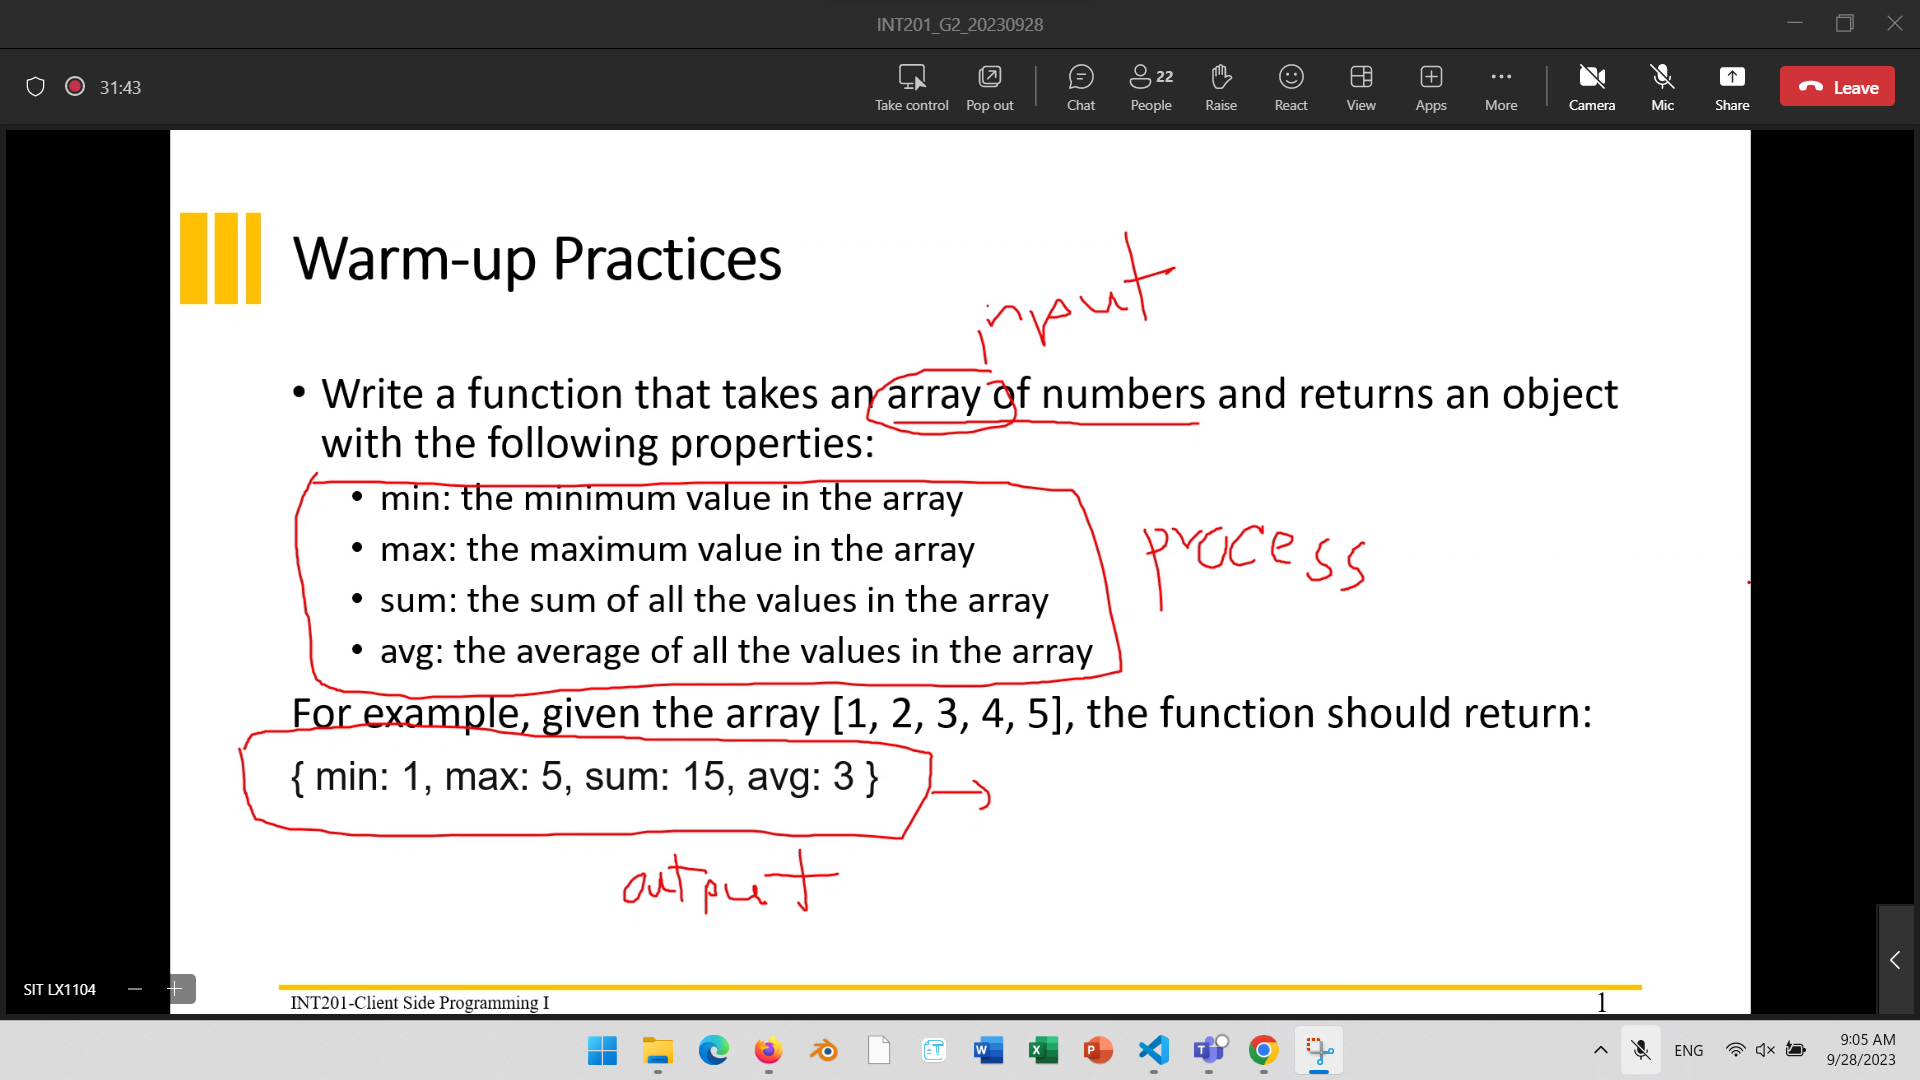 INT201_G2_20230928
31:43
Take control
Pop out
Chat
22
People
Raise
React
View
Apps
More
Camera
Mic
Share
Leave
Warm-up Practices
input
• Write a function that takes an array of numbers and returns an object
with the following properties:
• min: the minimum value in the array
• max: the maximum value in the array
process
• sum: the sum of all the values in the array
• avg: the average of all the values in the array
For example, given the array [1, 2, 3, 4, 5], the function should return:
{ min: 1, max: 5, sum: 15, avg: 3 }
output
SIT LX1104
INT201-Client Side Programming I
1
ENG
9:05 AM
9/28/2023